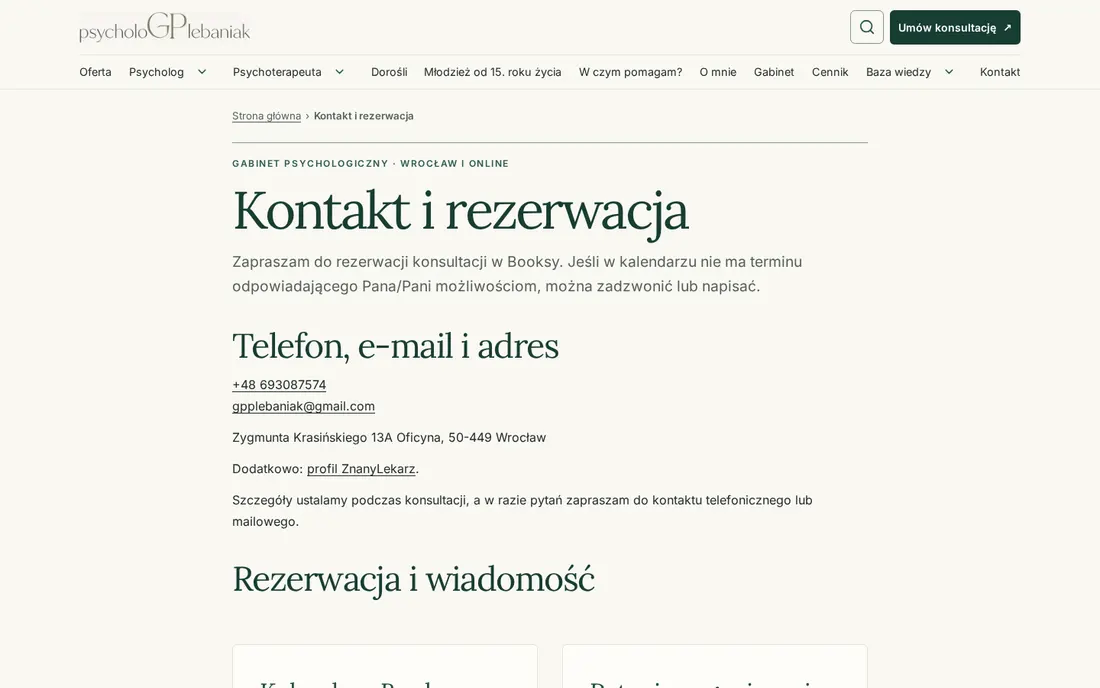 psycholoGPlebaniak
Umów konsultację ↗
Oferta Psycholog Psychoterapeuta Dorośli Młodzież od 15. roku życia W czym pomagam? O mnie Gabinet Cennik Baza wiedzy Kontakt
Strona główna › Kontakt i rezerwacja
GABINET PSYCHOLOGICZNY · WROCŁAW I ONLINE
Kontakt i rezerwacja
Zapraszam do rezerwacji konsultacji w Booksy. Jeśli w kalendarzu nie ma terminu
odpowiadającego Pana/Pani możliwościom, można zadzwonić lub napisać.
Telefon, e-mail i adres
+48 693087574
gpplebaniak@gmail.com
Zygmunta Krasińskiego 13A Oficyna, 50-449 Wrocław
Dodatkowo: profil ZnanyLekarz.
Szczegóły ustalamy podczas konsultacji, a w razie pytań zapraszam do kontaktu telefonicznego lub
mailowego.
Rezerwacja i wiadomość